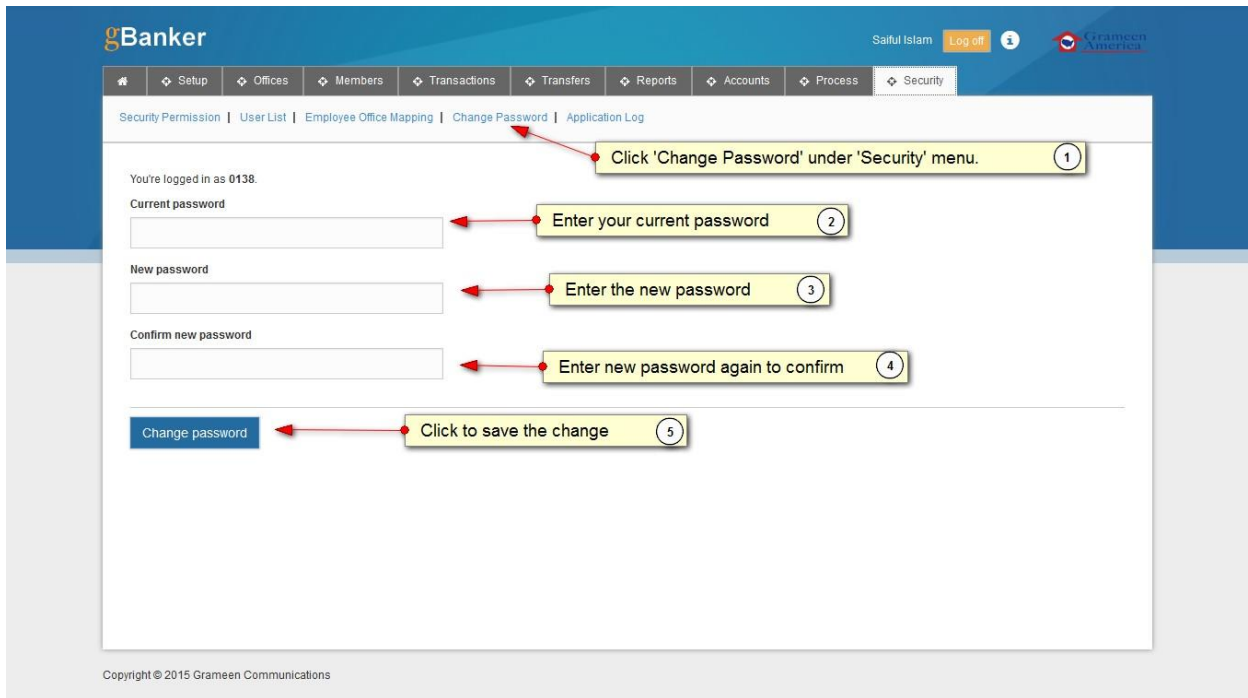 gBanker
Saiful Islam Log off i Grameen America
Setup Offices Members Transactions Transfers Reports Accounts Process Security
Security Permission | User List | Employee Office Mapping | Change Password | Application Log
Click 'Change Password' under 'Security' menu. 1
You're logged in as 0138.
Current password
Enter your current password 2
New password
Enter the new password 3
Confirm new password
Enter new password again to confirm 4
Change password
Click to save the change 5
Copyright © 2015 Grameen Communications